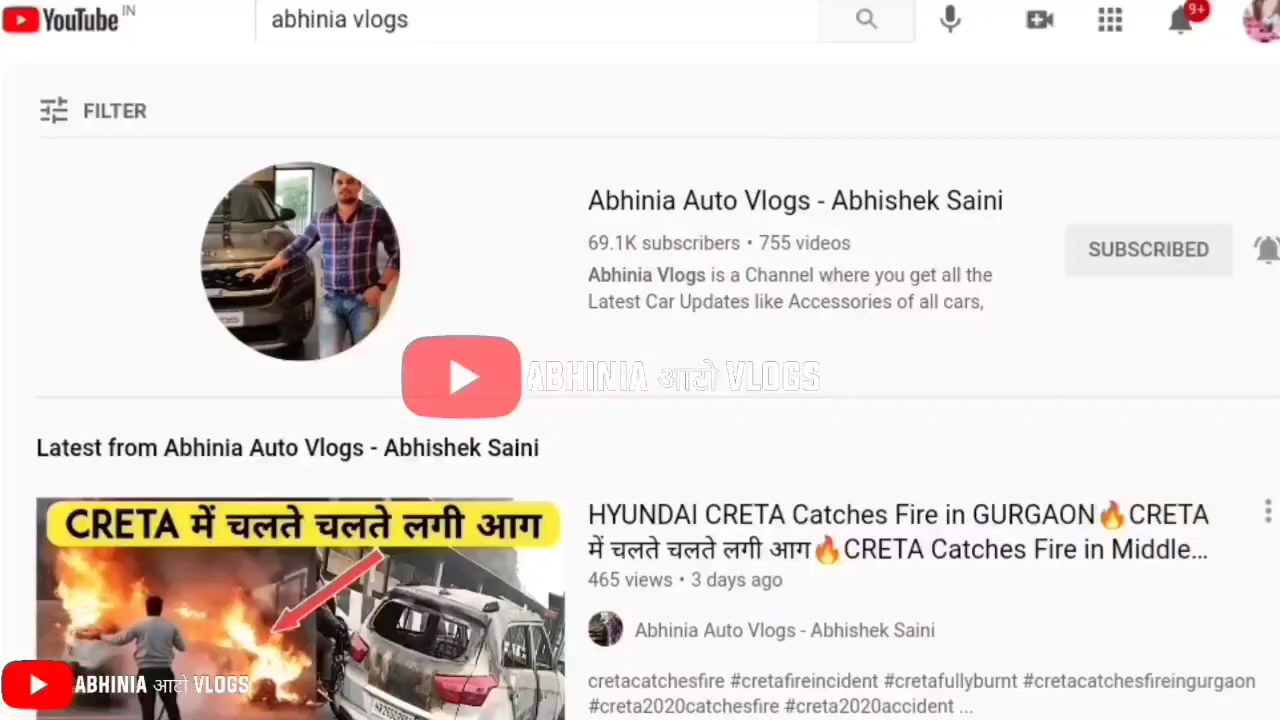 YouTube IN
abhinia vlogs
9+
FILTER
Abhinia Auto Vlogs - Abhishek Saini
69.1K subscribers • 755 videos
Abhinia Vlogs is a Channel where you get all the
Latest Car Updates like Accessories of all cars,
SUBSCRIBED
ABHINIA आटो VLOGS
Latest from Abhinia Auto Vlogs - Abhishek Saini
CRETA में चलते चलते लगी आग
HYUNDAI CRETA Catches Fire in GURGAON🔥CRETA
में चलते चलते लगी आग🔥CRETA Catches Fire in Middle...
465 views • 3 days ago
Abhinia Auto Vlogs - Abhishek Saini
cretacatchesfire #cretafireincident #cretafullyburnt #cretacatchesfireingurgaon
#creta2020catchesfire #creta2020accident ...
ABHINIA आटो VLOGS